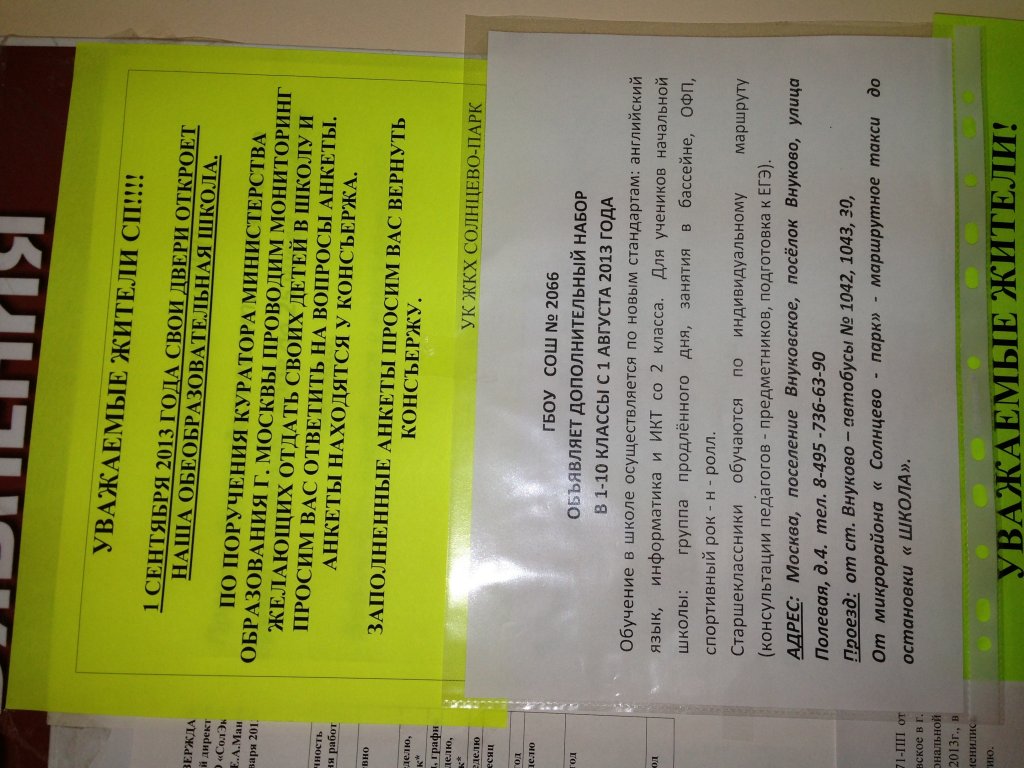 УВАЖАЕМЫЕ ЖИТЕЛИ СП!!!!
1 СЕНТЯБРЯ 2013 ГОДА СВОИ ДВЕРИ ОТКРОЕТ
НАША ОБЕОБРАЗОВАТЕЛЬНАЯ ШКОЛА.
ПО ПОРУЧЕНИЯ КУРАТОРА МИНИСТЕРСТВА
ОБРАЗОВАНИЯ Г. МОСКВЫ ПРОВОДИМ МОНИТОРИНГ
ЖЕЛАЮЩИХ ОТДАТЬ СВОИХ ДЕТЕЙ В ШКОЛУ И
ПРОСИМ ВАС ОТВЕТИТЬ НА ВОПРОСЫ АНКЕТЫ.
АНКЕТЫ НАХОДЯТСЯ У КОНСЪЕРЖА.
ЗАПОЛНЕННЫЕ АНКЕТЫ ПРОСИМ ВАС ВЕРНУТЬ
КОНСЪЕРЖУ.
УК ЖКХ СОЛНЦЕВО-ПАРК
ГБОУ СОШ № 2066
ОБЪЯВЛЯЕТ ДОПОЛНИТЕЛЬНЫЙ НАБОР
В 1-10 КЛАССЫ С 1 АВГУСТА 2013 ГОДА
Обучение в школе осуществляется по новым стандартам: английский
язык, информатика и ИКТ со 2 класса. Для учеников начальной
школы: группа продлённого дня, занятия в бассейне, ОФП,
спортивный рок - н - ролл.
Старшеклассники обучаются по индивидуальному маршруту
(консультации педагогов - предметников, подготовка к ЕГЭ).
АДРЕС: Москва, поселение Внуковское, посёлок Внуково, улица
Полевая, д.4. тел. 8-495 -736-63-90
Проезд: от ст. Внуково – автобусы № 1042, 1043, 30,
От микрорайона « Солнцево - парк» - маршрутное такси до
остановки « ШКОЛА».
УВАЖАЕМЫЕ ЖИТЕЛИ!